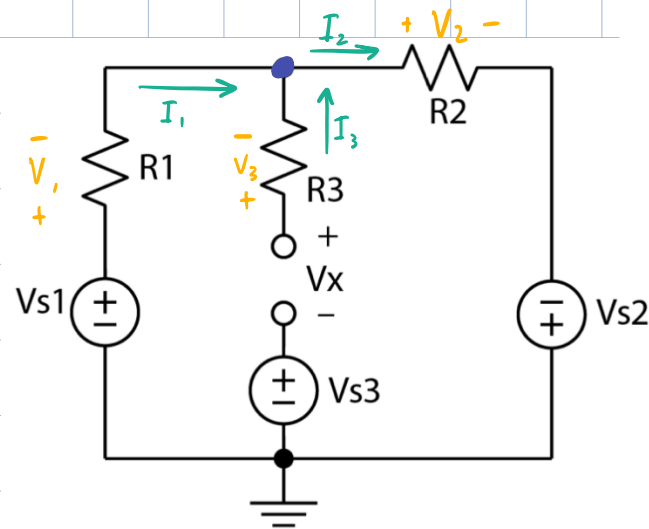 I₂
+ V₂ −
I₁
R2
− V₁ +
R1
− V₃ +
I₃
R3
+
Vx
−
Vs1
+ −
− +
Vs2
+ −
Vs3